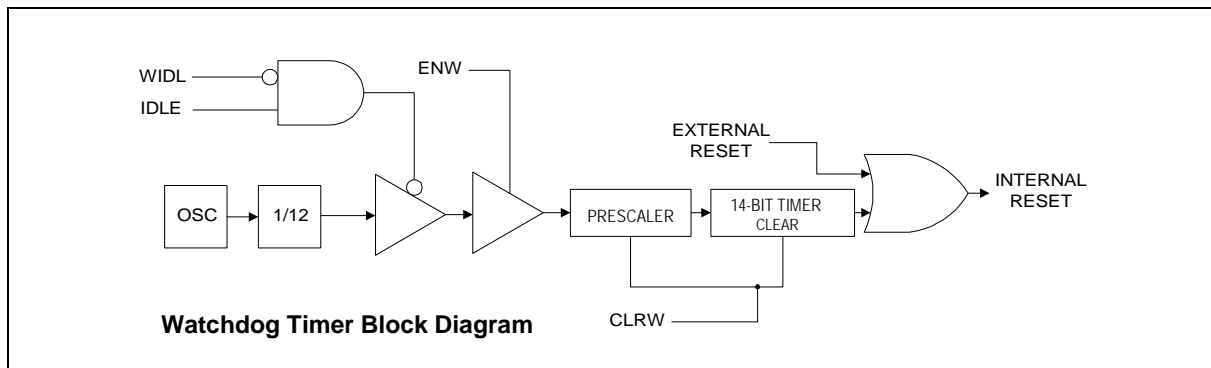 WIDL
IDLE
ENW
EXTERNAL
RESET
INTERNAL
RESET
OSC
1/12
PRESCALER
14-BIT TIMER
CLEAR
CLRW
Watchdog Timer Block Diagram